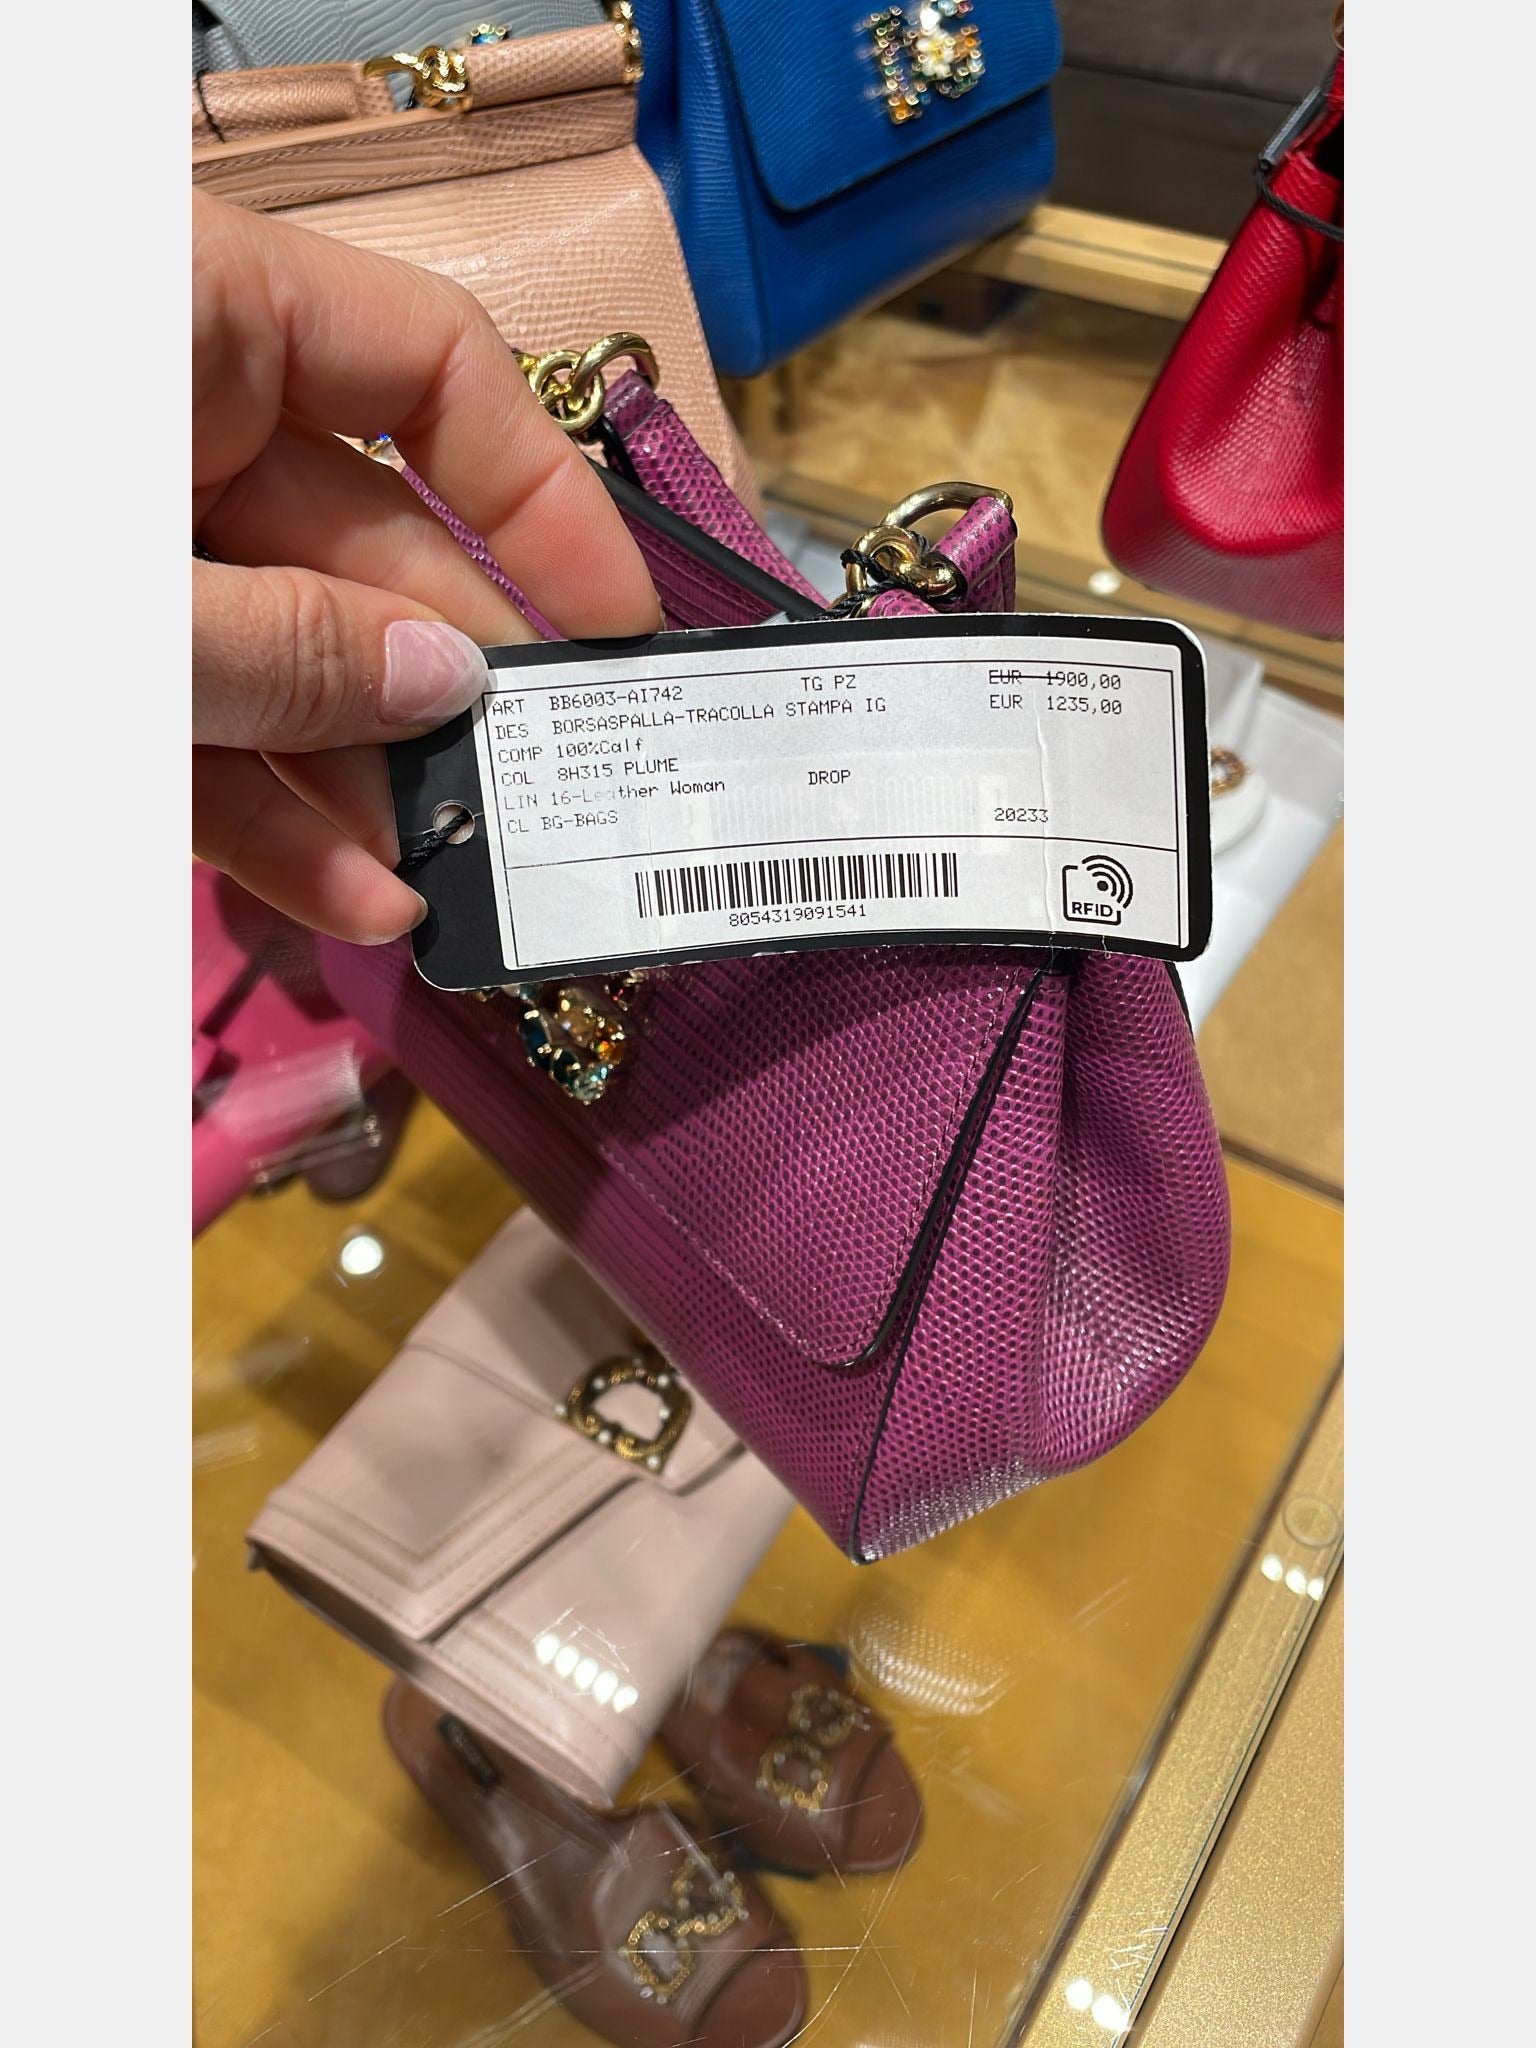 ART BB6003-AI742 TG PZ EUR 1900,00
DES BORSASPALLA-TRACOLLA STAMPA IG EUR 1235,00
COMP 100%Calf
COL 8H315 PLUME
LIN 16-Leather Woman DROP
CL BG-BAGS 20233
8054319091541
RFID